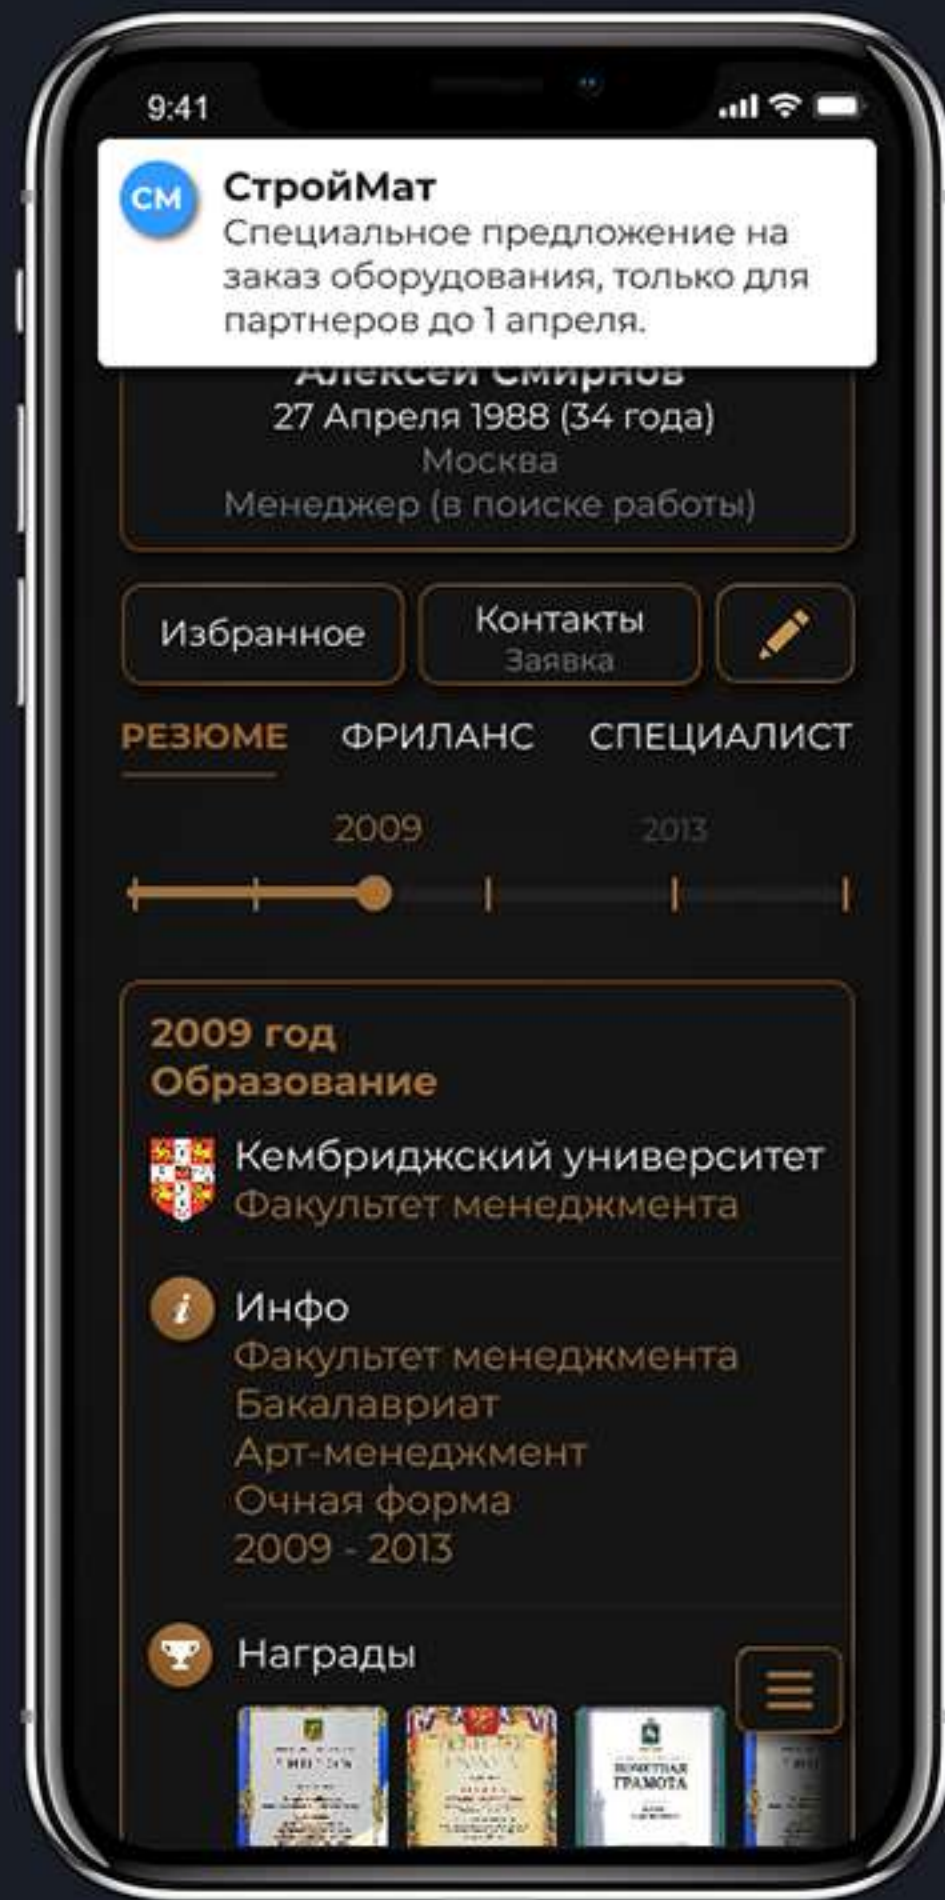 9:41
СМ
СтройМат
Специальное предложение на
заказ оборудования, только для
партнеров до 1 апреля.
Алексей Смирнов
27 Апреля 1988 (34 года)
Москва
Менеджер (в поиске работы)
Избранное
Контакты
Заявка
РЕЗЮМЕ ФРИЛАНС СПЕЦИАЛИСТ
2009 2013
2009 год
Образование
Кембриджский университет
Факультет менеджмента
i
Инфо
Факультет менеджмента
Бакалавриат
Арт-менеджмент
Очная форма
2009 - 2013
Награды
ПОЧЕТНАЯ
ГРАМОТА